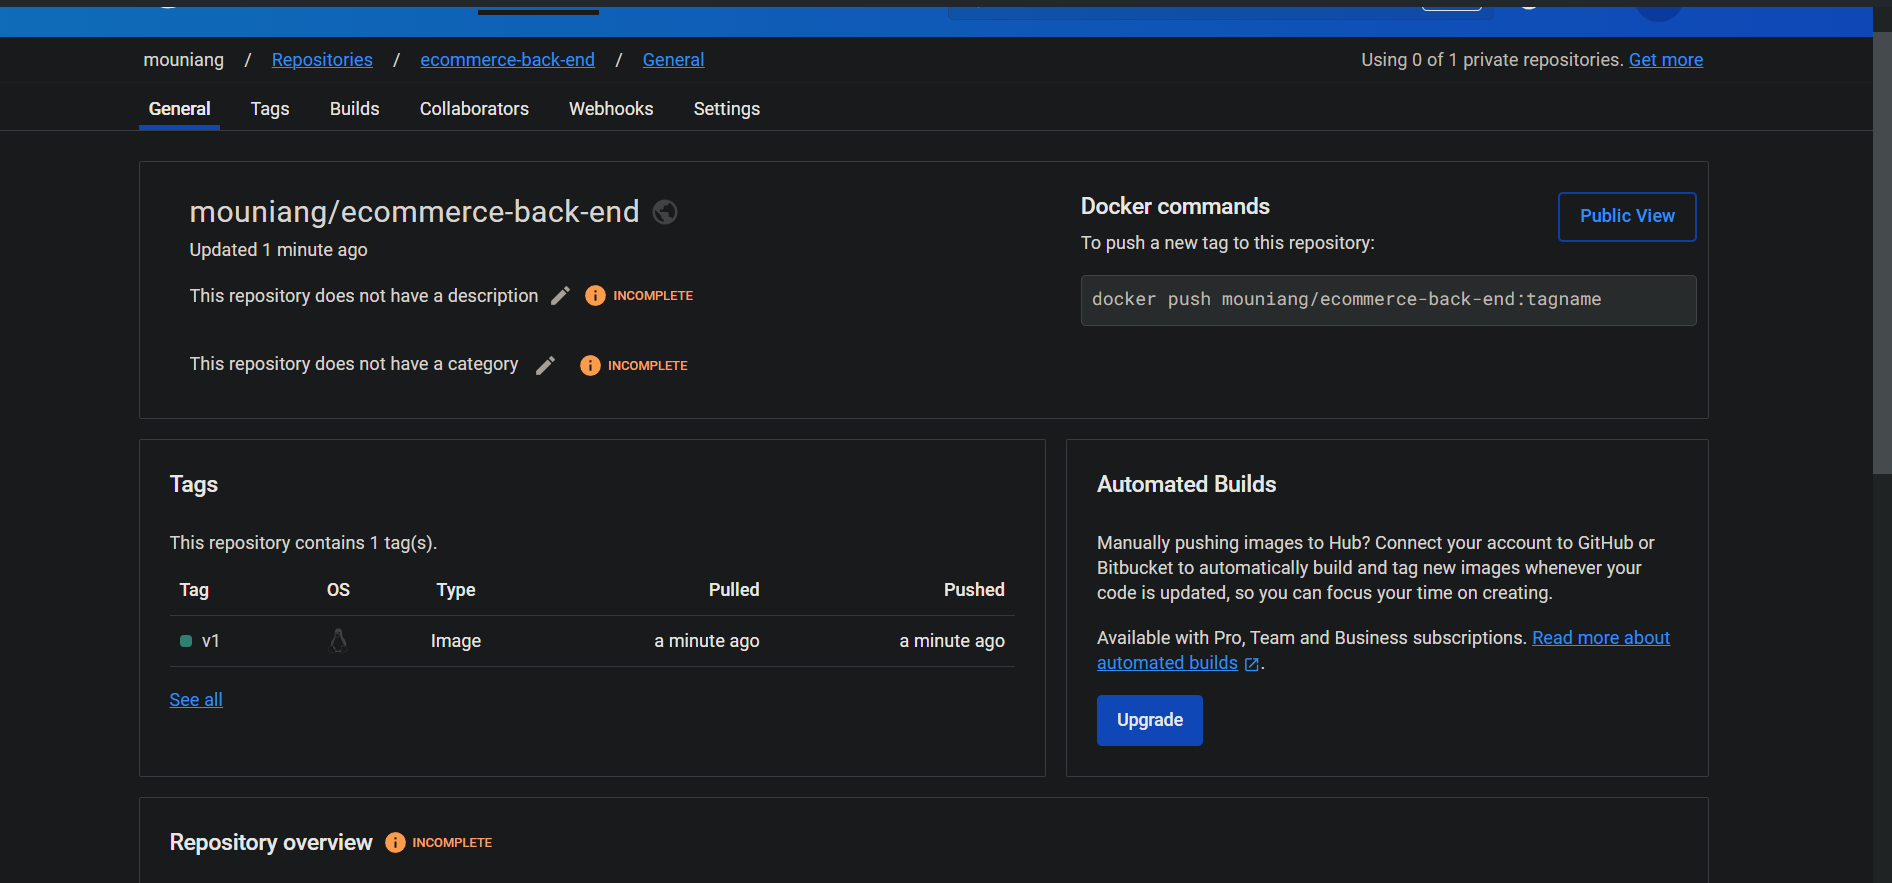 mouniang / Repositories / ecommerce-back-end / General
Using 0 of 1 private repositories. Get more
General Tags Builds Collaborators Webhooks Settings
mouniang/ecommerce-back-end
Updated 1 minute ago
This repository does not have a description INCOMPLETE
This repository does not have a category INCOMPLETE
Docker commands
Public View
To push a new tag to this repository:
docker push mouniang/ecommerce-back-end:tagname
Tags
This repository contains 1 tag(s).
Tag OS Type Pulled Pushed
v1 Image a minute ago a minute ago
See all
Automated Builds
Manually pushing images to Hub? Connect your account to GitHub or
Bitbucket to automatically build and tag new images whenever your
code is updated, so you can focus your time on creating.
Available with Pro, Team and Business subscriptions. Read more about
automated builds .
Upgrade
Repository overview INCOMPLETE